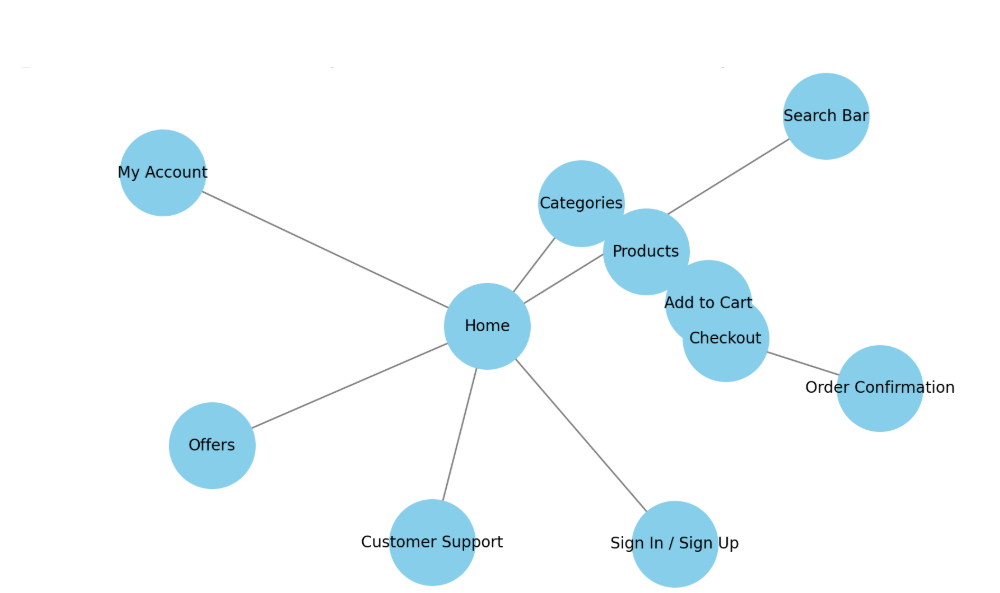 Search Bar
My Account
Categories
Products
Add to Cart
Home
Checkout
Order Confirmation
Offers
Customer Support
Sign In / Sign Up